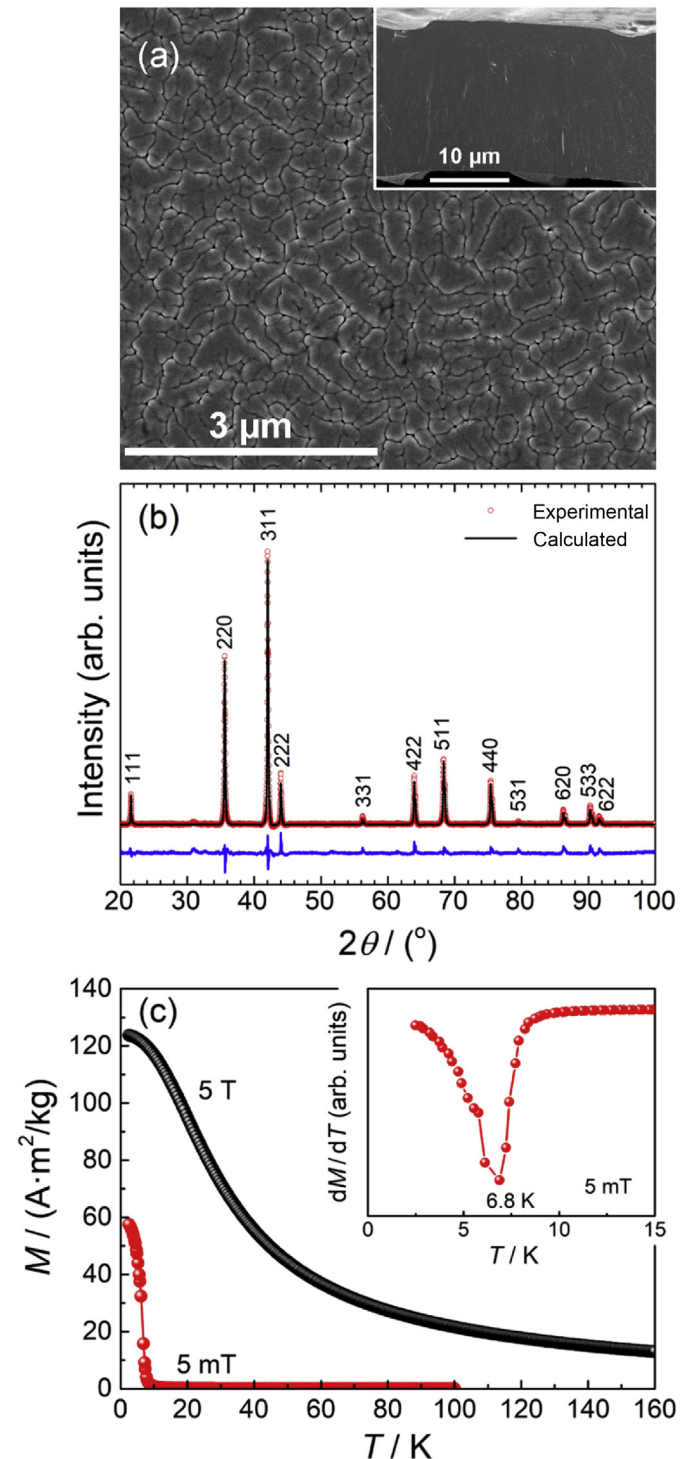 (a)
10 µm
3 µm
(b)
Experimental
Calculated
Intensity (arb. units)
111
220
311
222
331
422
511
440
531
620
533
622
20 30 40 50 60 70 80 90 100
2θ / (°)
(c)
M / (A·m²/kg)
140
120
100
80
60
40
20
0
5 T
5 mT
0 20 40 60 80 100 120 140 160
T / K
dM / dT (arb. units)
6.8 K
5 mT
0 5 10 15
T / K